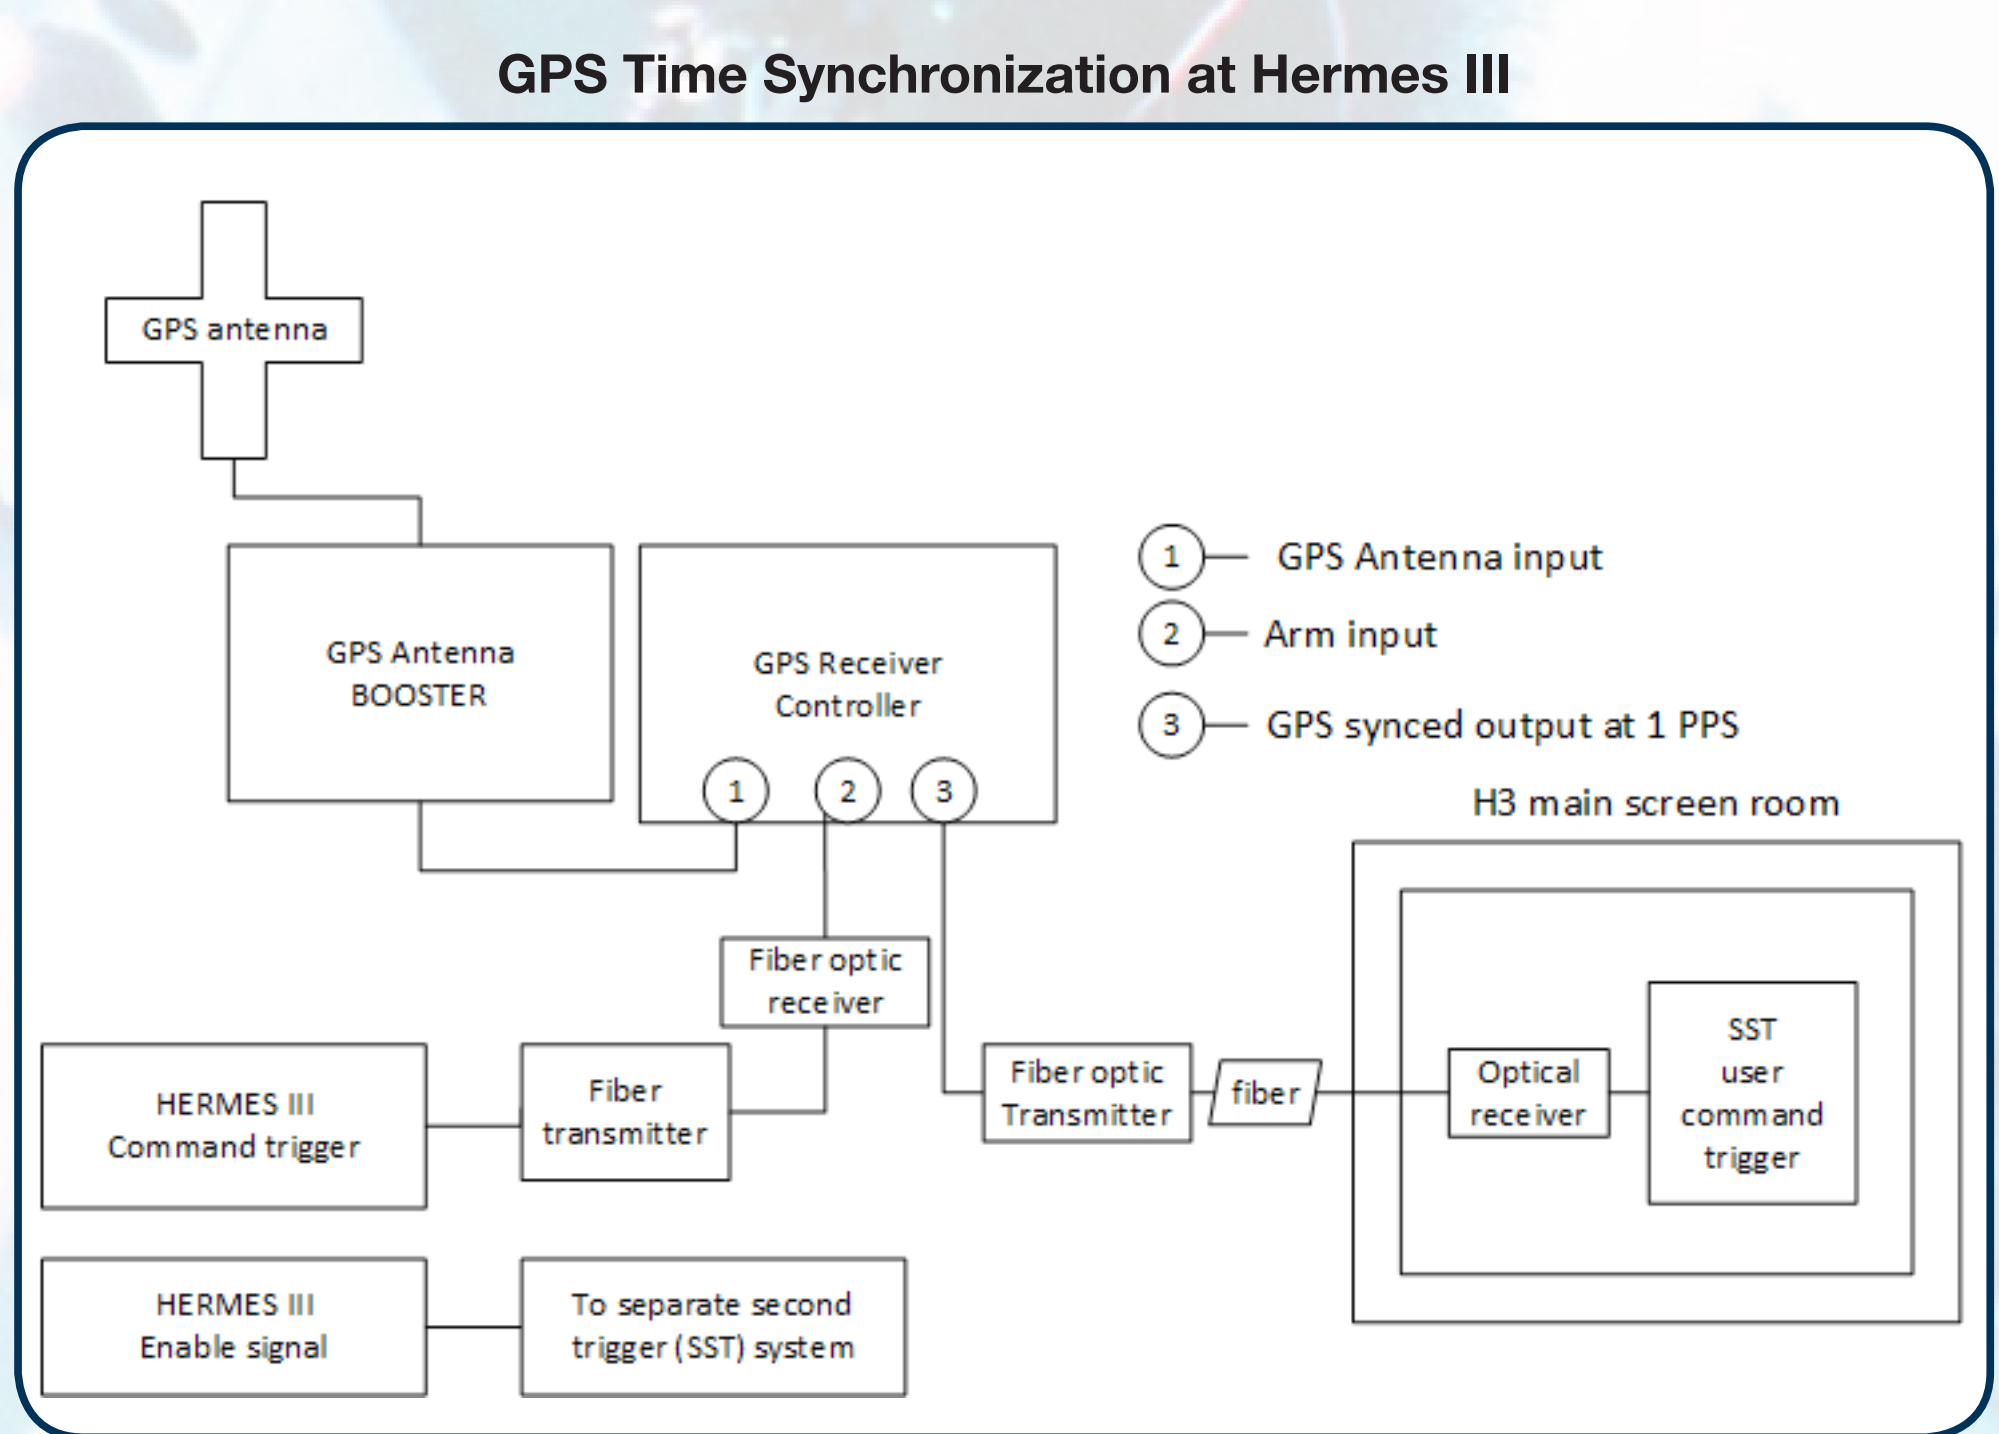 GPS Time Synchronization at Hermes III
GPS antenna
GPS Antenna
BOOSTER
GPS Receiver
Controller
1
2
3
1
GPS Antenna input
2
Arm input
3
GPS synced output at 1 PPS
H3 main screen room
Fiber optic
receiver
HERMES III
Command trigger
Fiber
transmitter
Fiber optic
Transmitter
fiber
Optical
receiver
SST
user
command
trigger
HERMES III
Enable signal
To separate second
trigger (SST) system